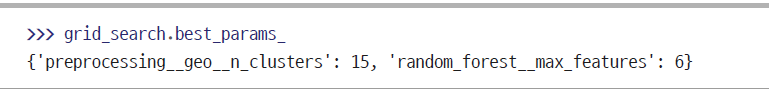 >>> grid_search.best_params_
{'preprocessing__geo__n_clusters': 15, 'random_forest__max_features': 6}